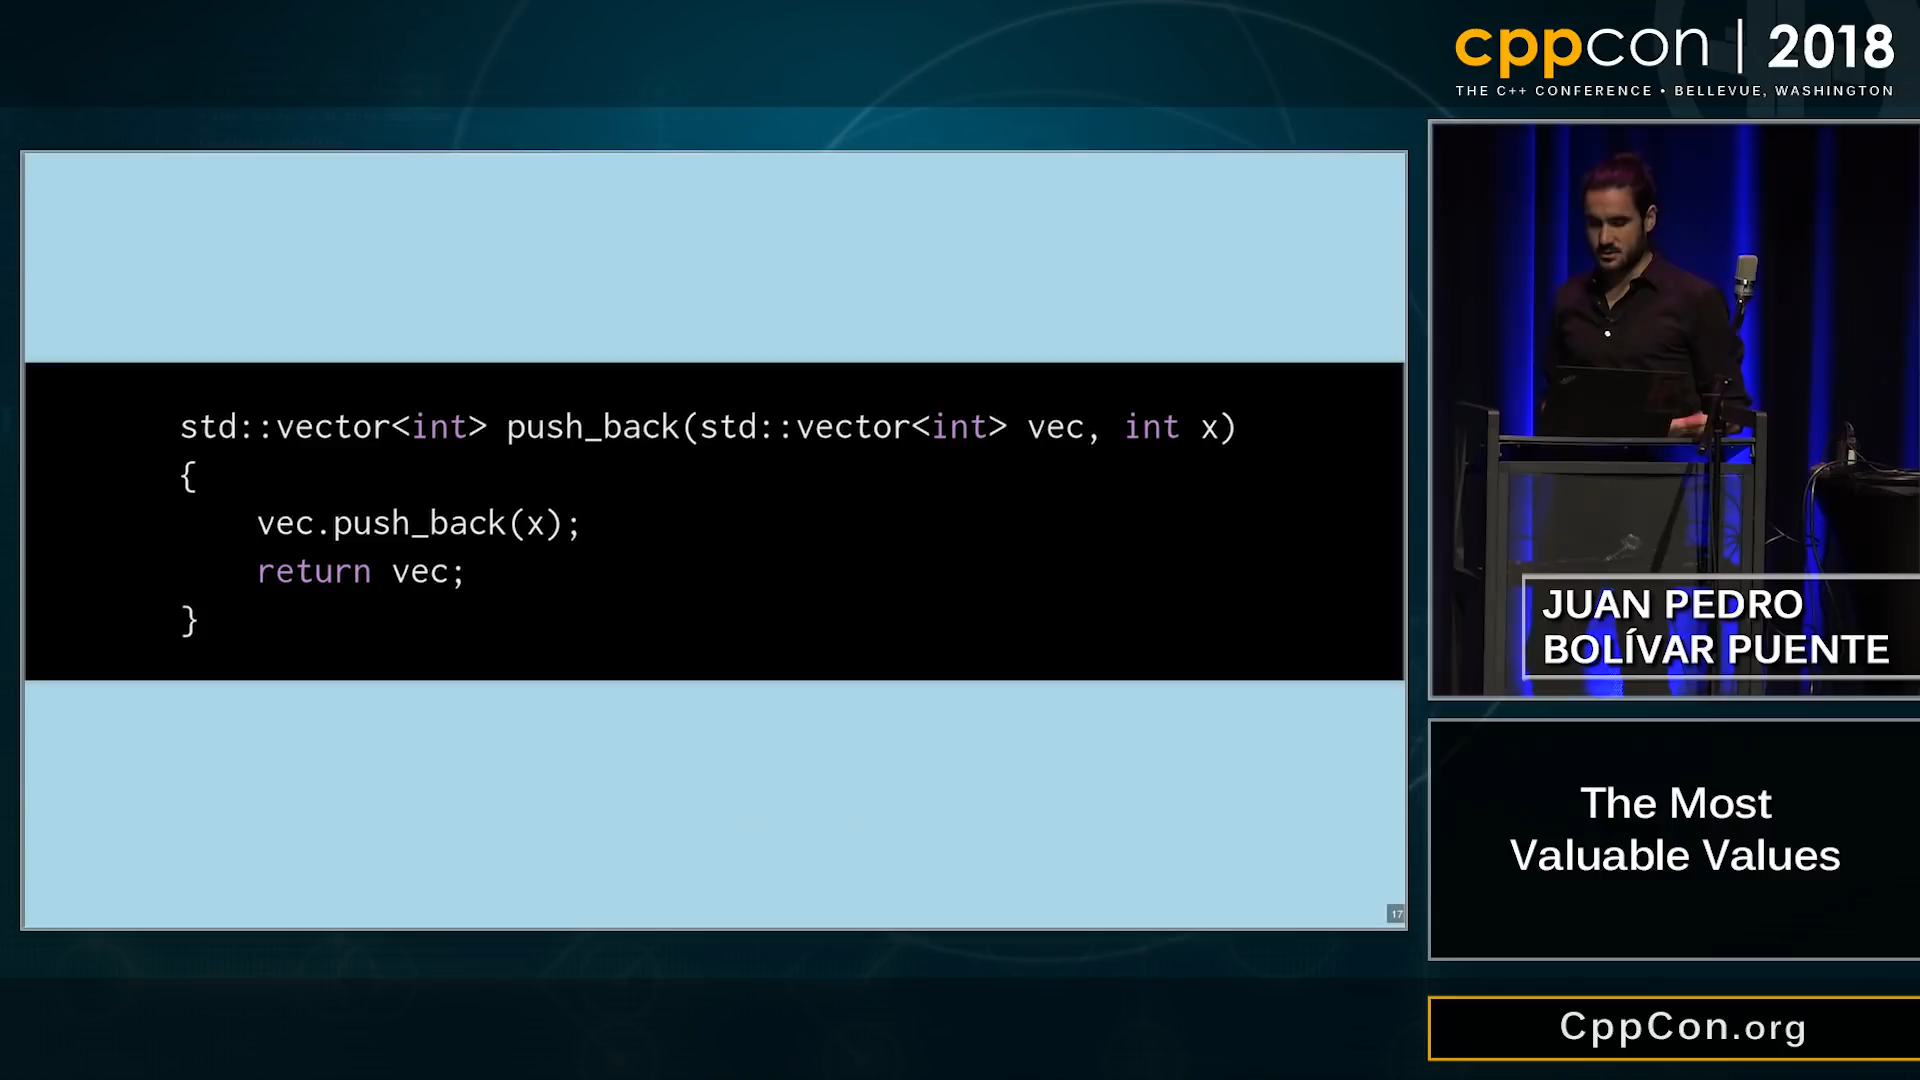 cppcon | 2018
THE C++ CONFERENCE • BELLEVUE, WASHINGTON
std::vector<int> push_back(std::vector<int> vec, int x)
{
    vec.push_back(x);
    return vec;
}
17
JUAN PEDRO
BOLÍVAR PUENTE
The Most
Valuable Values
CppCon.org